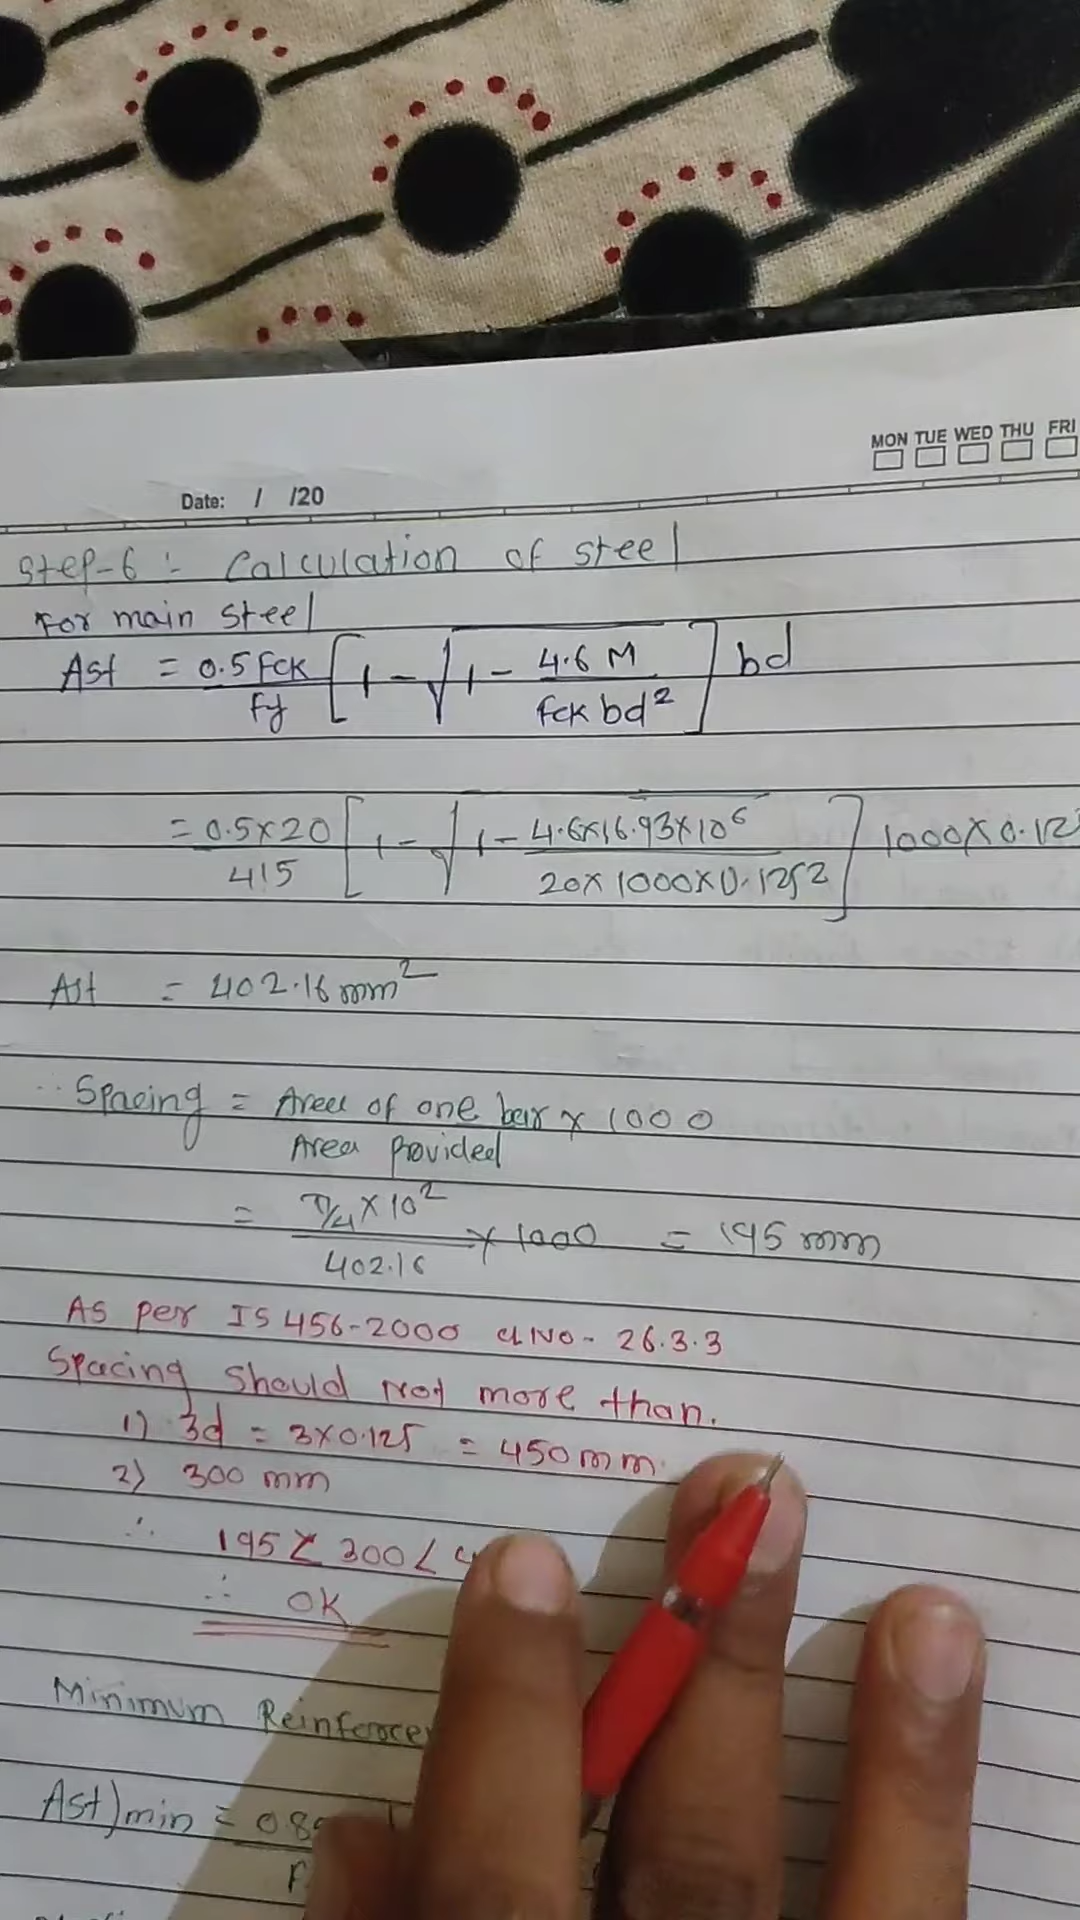 MON TUE WED THU FRI
Date: / /20
Step-6 :- Calculation of steel
For main steel
Ast = 0.5 Fck / Fy [1 - √1 - 4.6 M / Fck bd²] bd
= 0.5×20 / 415 [1 - √1 - 4.6×16.93×10⁶ / 20×1000×0.125²] 1000×0.12
Ast = 402.16 mm²
∴ Spacing = Area of one bar × 1000
Area Provided
= π/4 × 10² / 402.16 × 1000 = 195 mm
As per IS 456-2000 cl No- 26.3.3
Spacing should not more than.
1) 3d = 3×0.125 = 450 mm.
2) 300 mm
∴ 195 < 300 <
∴ OK
Minimum
Ast)min =